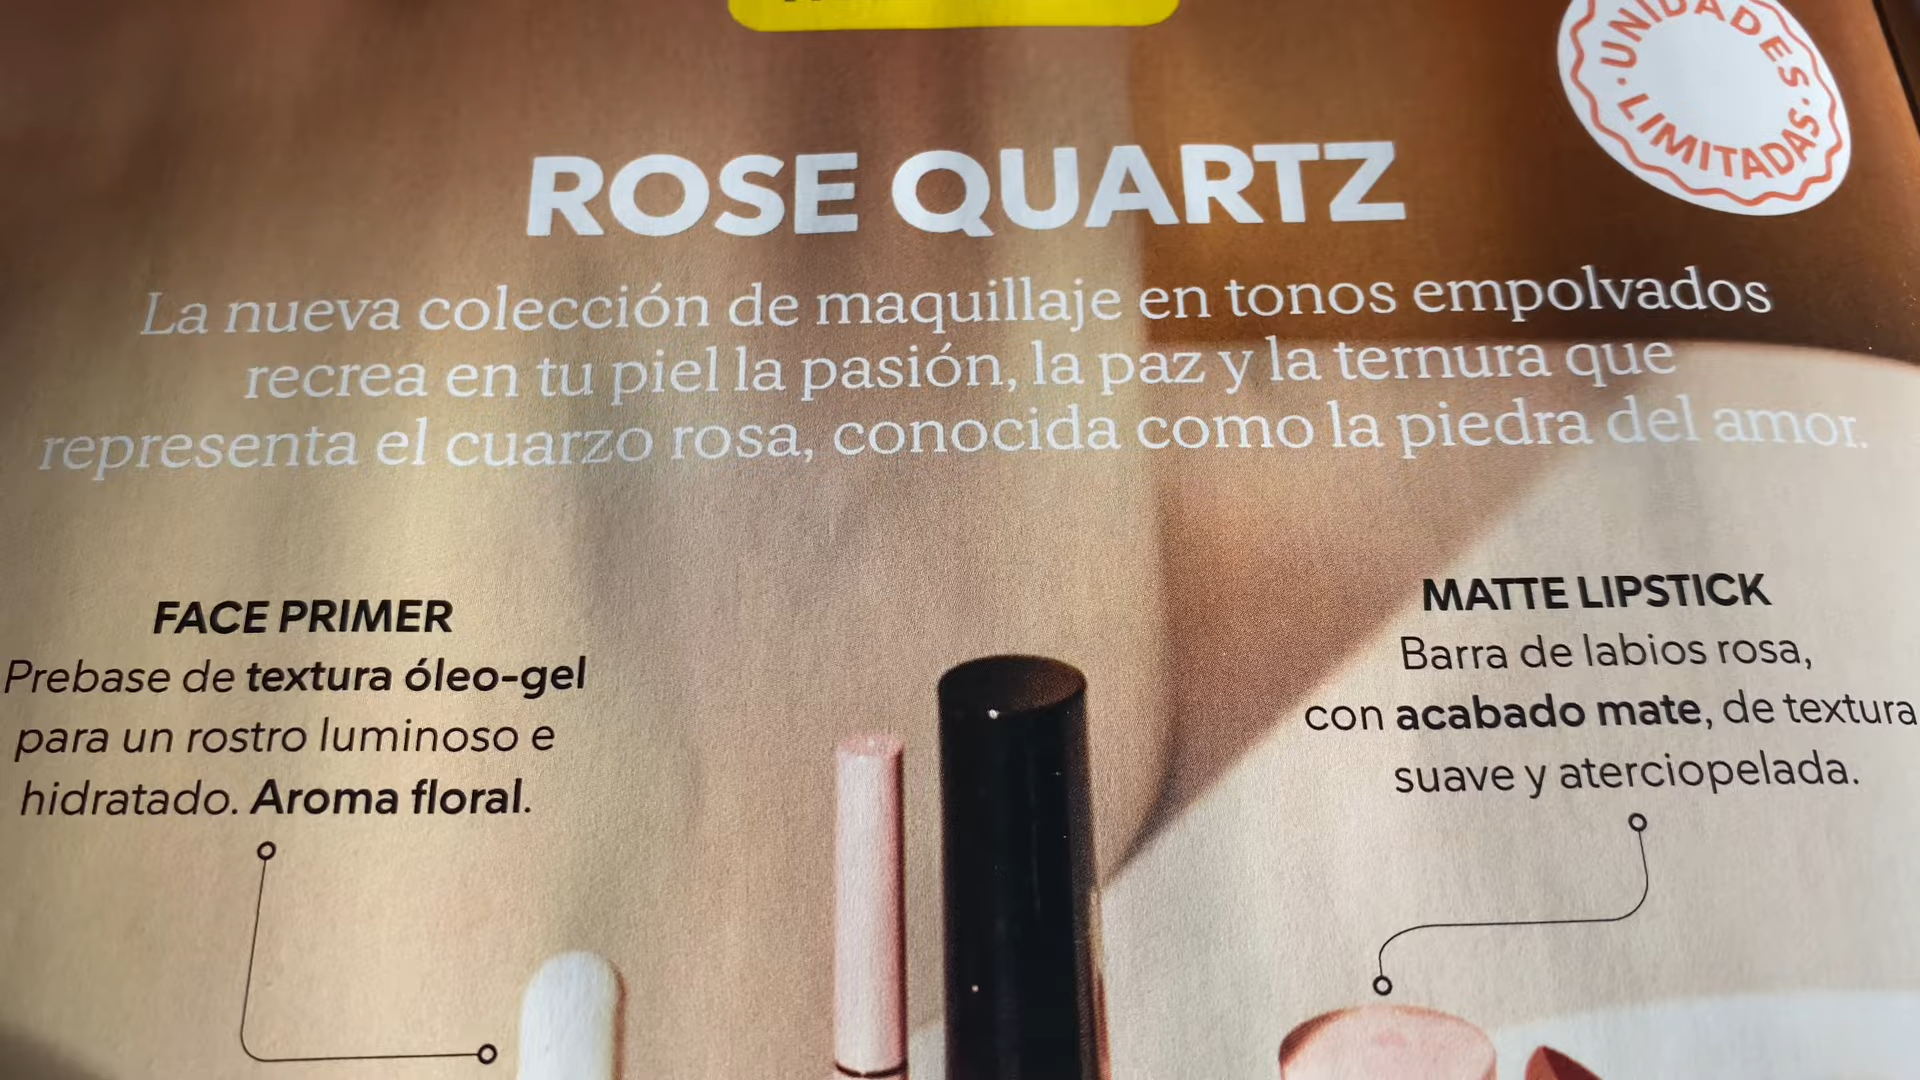 UNIDADES
LIMITADAS
ROSE QUARTZ
La nueva colección de maquillaje en tonos empolvados
recrea en tu piel la pasión, la paz y la ternura que
representa el cuarzo rosa, conocida como la piedra del amor.
FACE PRIMER
Prebase de textura óleo-gel
para un rostro luminoso e
hidratado. Aroma floral.
MATTE LIPSTICK
Barra de labios rosa,
con acabado mate, de textura
suave y aterciopelada.